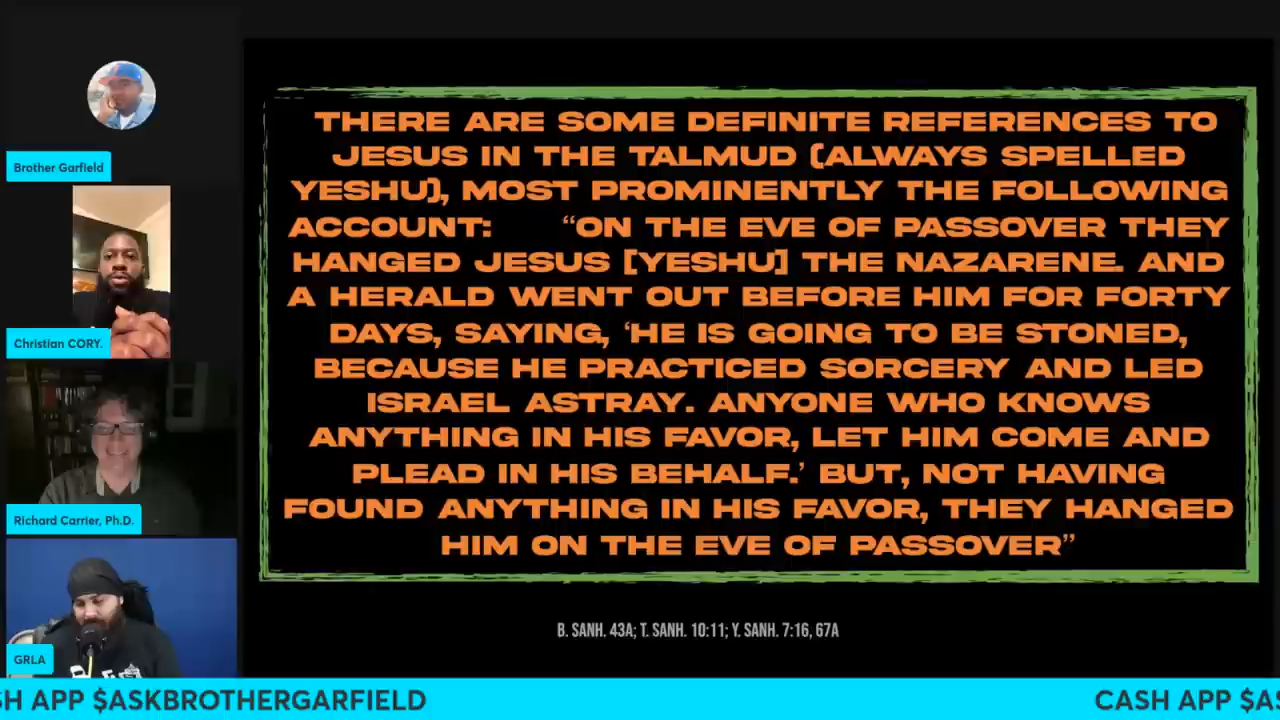 Brother Garfield
Christian CORY.
Richard Carrier, Ph.D.
GRLA
THERE ARE SOME DEFINITE REFERENCES TO
JESUS IN THE TALMUD (ALWAYS SPELLED
YESHU), MOST PROMINENTLY THE FOLLOWING
ACCOUNT: “ON THE EVE OF PASSOVER THEY
HANGED JESUS [YESHU] THE NAZARENE. AND
A HERALD WENT OUT BEFORE HIM FOR FORTY
DAYS, SAYING, ‘HE IS GOING TO BE STONED,
BECAUSE HE PRACTICED SORCERY AND LED
ISRAEL ASTRAY. ANYONE WHO KNOWS
ANYTHING IN HIS FAVOR, LET HIM COME AND
PLEAD IN HIS BEHALF.’ BUT, NOT HAVING
FOUND ANYTHING IN HIS FAVOR, THEY HANGED
HIM ON THE EVE OF PASSOVER”
B. SANH. 43A; T. SANH. 10:11; Y. SANH. 7:16, 67A
SH APP $ASKBROTHERGARFIELD
CASH APP $AS